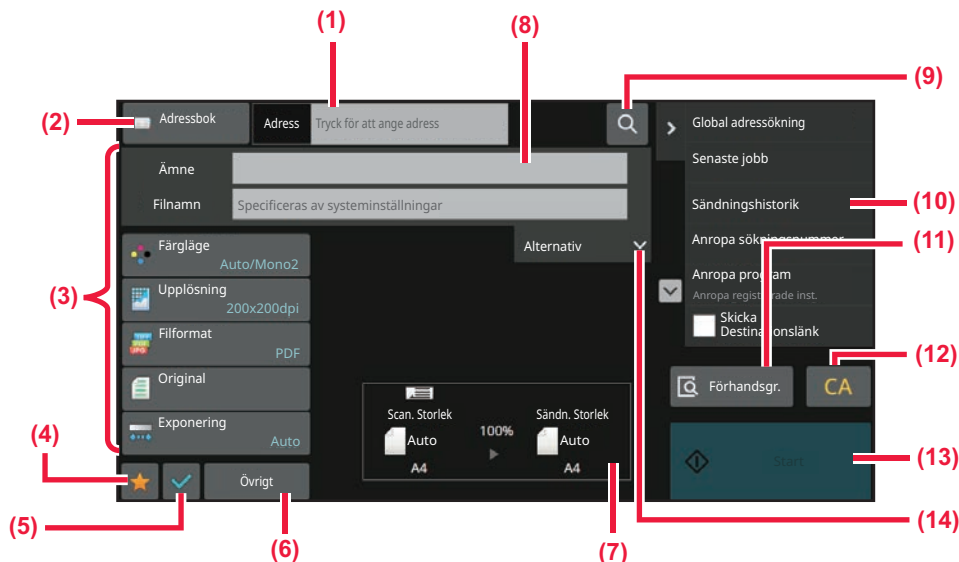 (1)
(8)
(9)
(2)
Adressbok
Adress
Tryck för att ange adress
Global adressökning
Senaste jobb
Ämne
Filnamn
Specificeras av systeminställningar
Sändningshistorik
(10)
Alternativ
Anropa sökningsnummer
(11)
(3)
Färgläge
Auto/Mono2
Upplösning
200x200dpi
Anropa program
Anropa registrerade inst.
Skicka
Destinationslänk
Filformat
PDF
JPG
Original
Exponering
Auto
Förhandsgr.
CA
(12)
Scan. Storlek
Auto
A4
100%
Sändn. Storlek
Auto
A4
(4)
Övrigt
Start
(13)
(5)
(6)
(7)
(14)